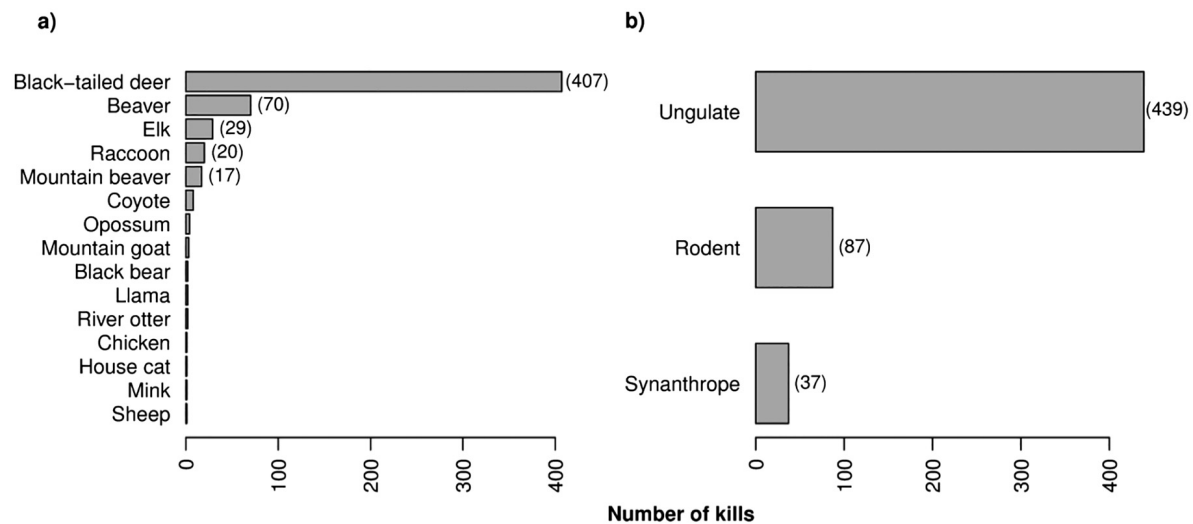 a)
Black−tailed deer (407)
Beaver (70)
Elk (29)
Raccoon (20)
Mountain beaver (17)
Coyote
Opossum
Mountain goat
Black bear
Llama
River otter
Chicken
House cat
Mink
Sheep
0 100 200 300 400
b)
Ungulate (439)
Rodent (87)
Synanthrope (37)
0 100 200 300 400
Number of kills